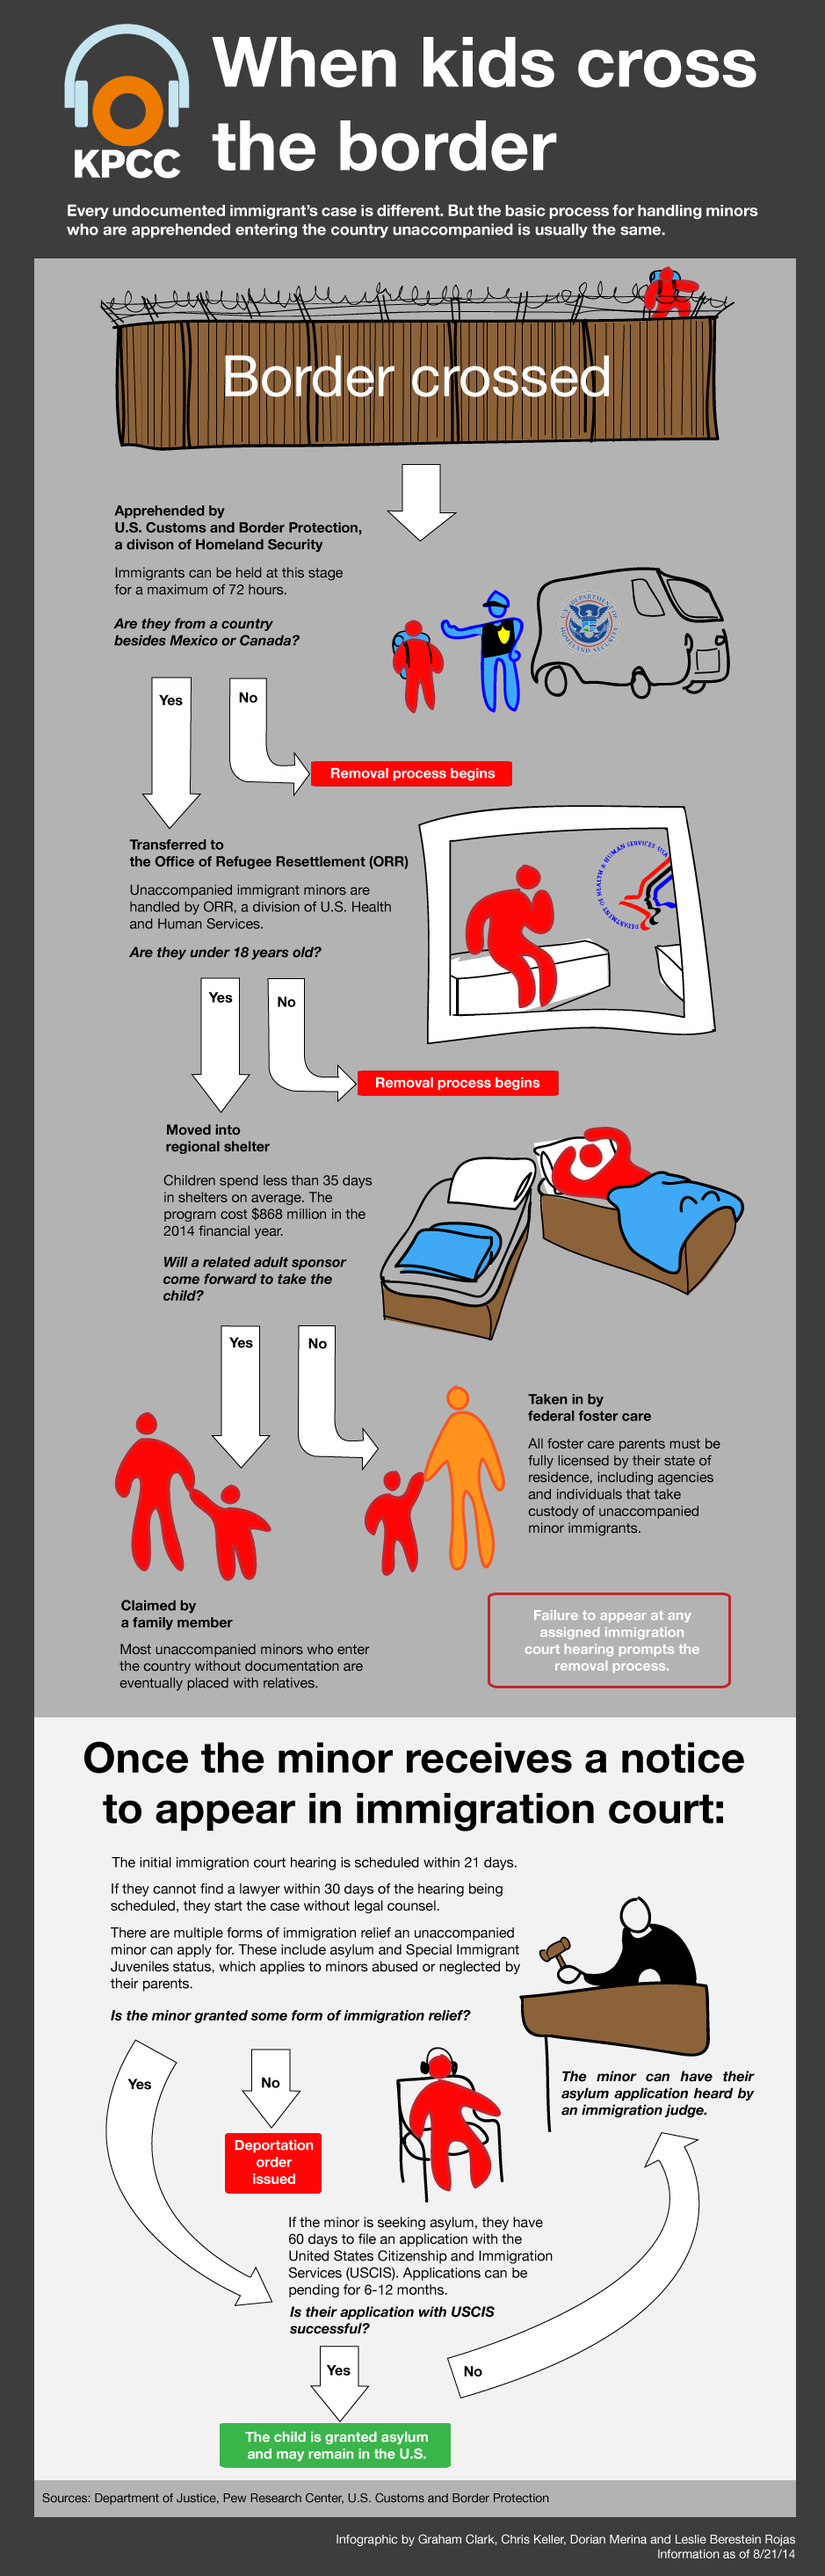 KPCC
When kids cross
the border
Every undocumented immigrant's case is different. But the basic process for handling minors
who are apprehended entering the country unaccompanied is usually the same.
Border crossed
Apprehended by
U.S. Customs and Border Protection,
a divison of Homeland Security
Immigrants can be held at this stage
for a maximum of 72 hours.
Are they from a country
besides Mexico or Canada?
U.S. DEPARTMENT OF
HOMELAND SECURITY
Yes
No
Removal process begins
Transferred to
the Office of Refugee Resettlement (ORR)
Unaccompanied immigrant minors are
handled by ORR, a division of U.S. Health
and Human Services.
Are they under 18 years old?
DEPARTMENT OF HEALTH & HUMAN SERVICES·USA
Yes
No
Removal process begins
Moved into
regional shelter
Children spend less than 35 days
in shelters on average. The
program cost $868 million in the
2014 financial year.
Will a related adult sponsor
come forward to take the
child?
Yes
No
Taken in by
federal foster care
All foster care parents must be
fully licensed by their state of
residence, including agencies
and individuals that take
custody of unaccompanied
minor immigrants.
Claimed by
a family member
Most unaccompanied minors who enter
the country without documentation are
eventually placed with relatives.
Failure to appear at any
assigned immigration
court hearing prompts the
removal process.
Once the minor receives a notice
to appear in immigration court:
The initial immigration court hearing is scheduled within 21 days.
If they cannot find a lawyer within 30 days of the hearing being
scheduled, they start the case without legal counsel.
There are multiple forms of immigration relief an unaccompanied
minor can apply for. These include asylum and Special Immigrant
Juveniles status, which applies to minors abused or neglected by
their parents.
Is the minor granted some form of immigration relief?
Yes
No
Deportation
order
issued
The minor can have their
asylum application heard by
an immigration judge.
If the minor is seeking asylum, they have
60 days to file an application with the
United States Citizenship and Immigration
Services (USCIS). Applications can be
pending for 6-12 months.
Is their application with USCIS
successful?
Yes
No
The child is granted asylum
and may remain in the U.S.
Sources: Department of Justice, Pew Research Center, U.S. Customs and Border Protection
Infographic by Graham Clark, Chris Keller, Dorian Merina and Leslie Berestein Rojas
Information as of 8/21/14